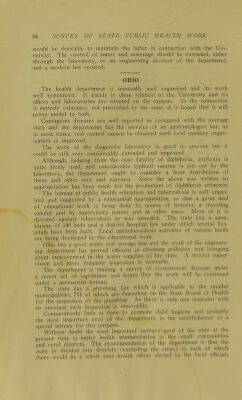 64 SURVEY OF STATE PUBLIC HEALTH WORK
would be desirable to maintain the latter in connection with the Uni-
versity. The control of water and sewerage should be extended, either
through the laboratory, or an engineering division of the department,
and a modern law secured.
OHIO
The health department is unusually well organized and its work
well systemized. It stands in close relation to the University and its
offices and laboratories are situated on the campus. As the connection
is entirely voluntary, not prescribed by the state, it is hoped that it will
prove useful to both.
Contagious diseases are well reported as compared with the average
state and the department has the services of an epidemiologist but, as
in most states, real control cannot be obtained until local sanitary organ-
ization is improved.
The work of the diagnostic laboratory is good in amount but it
could be still very considerably extended and improved.
Although, judging from the case fatality of diphtheria, antitoxin is
quite freely used, and considerable typhoid vaccine is put out by the
laboratory, the department ought to consider a freer distribution of
these and other sera and vaccines. Since the above was written an
appropriation has been made for the production of diphtheria antitoxin.
The bureau of public health education and tuberculosis is well organ-
ized and supported by a substantial appropriation, so that a great deal
of educational work is being done by means of lectures, a traveling
exhibit and by supervisory nurses and in other ways. Most of it is
directed against tuberculosis as was intended. The state has a sana-
torium of 140 beds and a district hospital law under which several hos-
pitals have been built. Local antituberculosis activities of various kinds
are being developed by the state.
Ohio has a good water and sewage law and the work of the engineer-
ing department has proved efficient in checking pollution and bringing
about improvement in the water supplies of the state. A stricter super-
vision and more frequent inspection is desirable.
The department is making a survey of occupational diseases under
a recent act of legislature and hopes that the work will be continued
under a permanent bureau.
The state has a plumbing law which is applicable to the smaller
municipalities, 751 of which are dependent on the State Board of Health
for the inspection of the plumbing. As there is only one inspector with
an assistant such inspection is impossible.
Comparatively little is done to promote child hygiene and probably
the most important need of the department is the establishment of a
special bureau for this purpose.
Without doubt the most important sanitary need of the state at the
present time is better health administration in the small communities
and rural districts. The recommendation of the department is that the
state be divided into districts (excluding the cities) in each of which
there would be a whole time health officer elected by the local officials